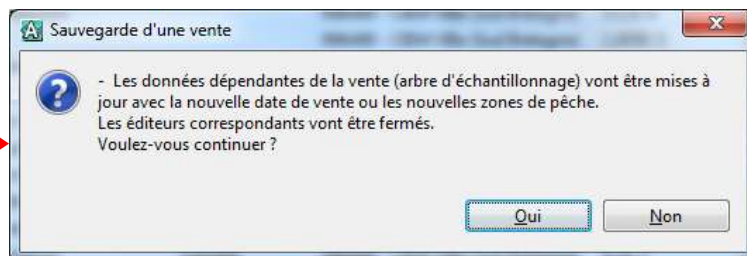 Sauvegarde d'une vente
- Les données dépendantes de la vente (arbre d'échantillonnage) vont être mises à
jour avec la nouvelle date de vente ou les nouvelles zones de pêche.
Les éditeurs correspondants vont être fermés.
Voulez-vous continuer ?
Oui
Non